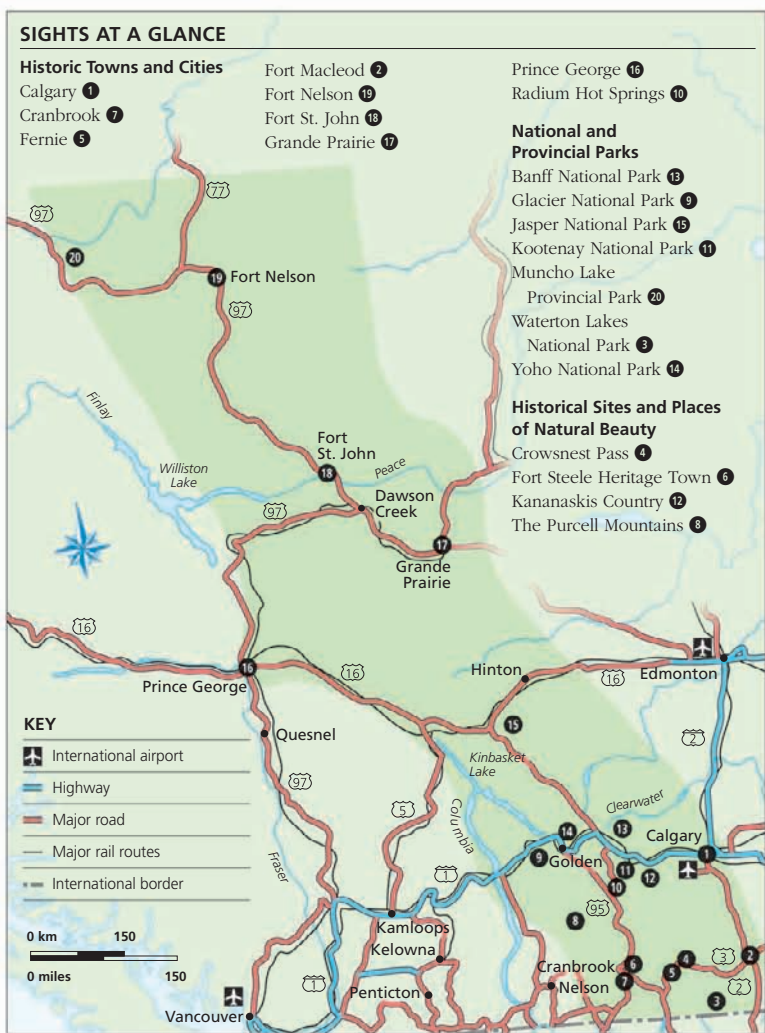 SIGHTS AT A GLANCE
Historic Towns and Cities
Calgary 1
Cranbrook 7
Fernie 5
Fort Macleod 2
Fort Nelson 19
Fort St. John 18
Grande Prairie 17
Prince George 16
Radium Hot Springs 10
National and
Provincial Parks
Banff National Park 13
Glacier National Park 9
Jasper National Park 15
Kootenay National Park 11
Muncho Lake
Provincial Park 20
Waterton Lakes
National Park 3
Yoho National Park 14
Historical Sites and Places
of Natural Beauty
Crowsnest Pass 4
Fort Steele Heritage Town 6
Kananaskis Country 12
The Purcell Mountains 8
77
97
20
19 Fort Nelson
97
Finlay
Williston
Lake
Fort
St. John
18
Peace
Dawson
Creek
97
17
Grande
Prairie
16
16
Prince George
16
Hinton
16
Edmonton
Quesnel
15
2
97
Kinbasket
Lake
5
Columbia
Clearwater
Fraser
14
13
Calgary
1
9
Golden
11
12
10
1
95
8
Kamloops
Kelowna
Cranbrook
6
7
Nelson
5
4
3
2
2
3
1
Penticton
Vancouver
KEY
International airport
Highway
Major road
Major rail routes
International border
0 km 150
0 miles 150